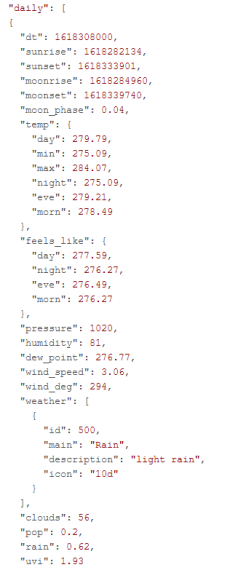 "daily": [
{
"dt": 1618308000,
"sunrise": 1618282134,
"sunset": 1618333901,
"moonrise": 1618284960,
"moonset": 1618339740,
"moon_phase": 0.04,
"temp": {
"day": 279.79,
"min": 275.09,
"max": 284.07,
"night": 275.09,
"eve": 279.21,
"morn": 278.49
},
"feels_like": {
"day": 277.59,
"night": 276.27,
"eve": 276.49,
"morn": 276.27
},
"pressure": 1020,
"humidity": 81,
"dew_point": 276.77,
"wind_speed": 3.06,
"wind_deg": 294,
"weather": [
{
"id": 500,
"main": "Rain",
"description": "light rain",
"icon": "10d"
}
],
"clouds": 56,
"pop": 0.2,
"rain": 0.62,
"uvi": 1.93